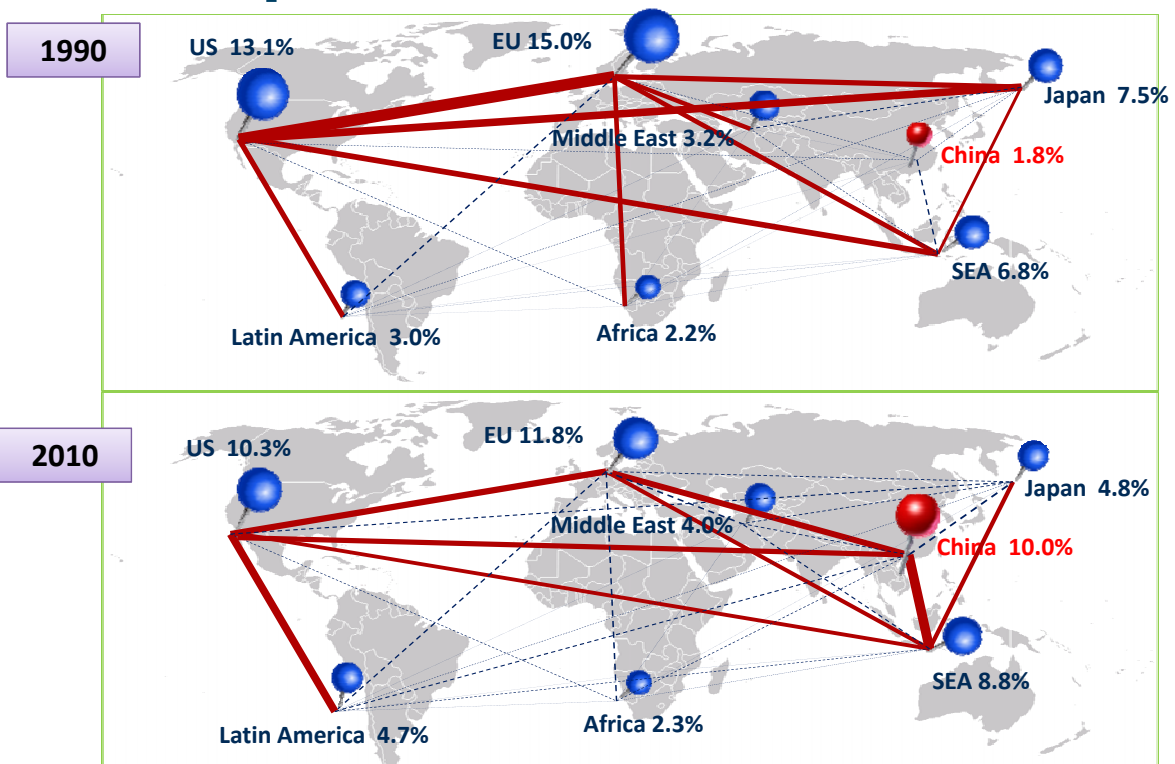 1990
US 13.1%
EU 15.0%
Japan 7.5%
Middle East 3.2%
China 1.8%
SEA 6.8%
Latin America 3.0%
Africa 2.2%
2010
US 10.3%
EU 11.8%
Japan 4.8%
Middle East 4.0%
China 10.0%
SEA 8.8%
Latin America 4.7%
Africa 2.3%